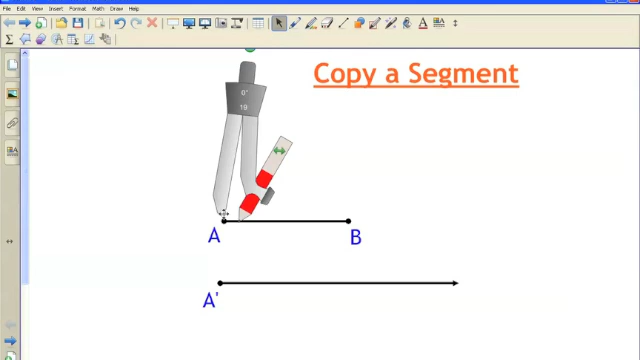 File Edit View Insert Format Math Draw Help
Copy a Segment
0°
19
A
B
A'